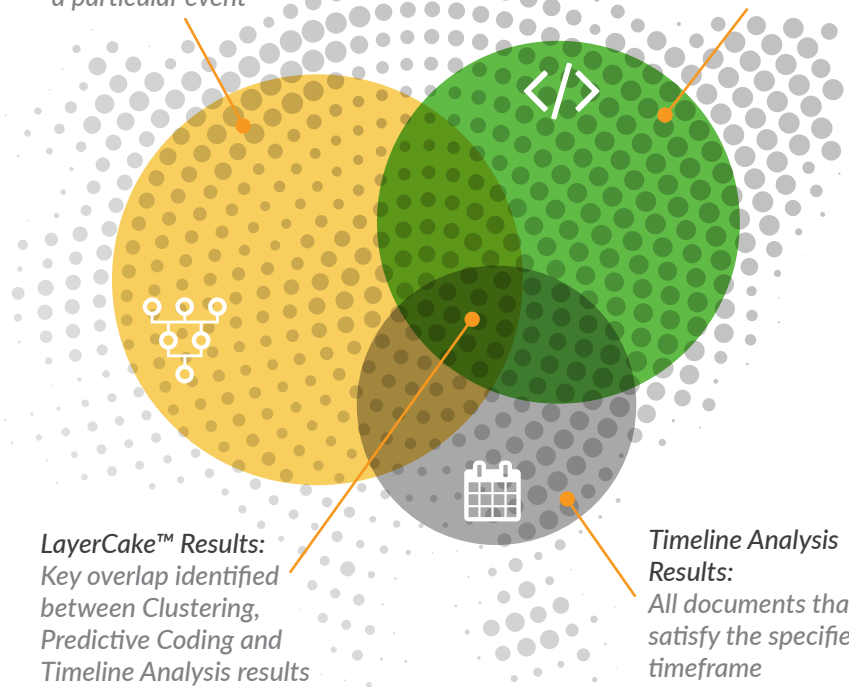 a particular event
LayerCake™ Results:
Key overlap identified
between Clustering,
Predictive Coding and
Timeline Analysis results
Timeline Analysis
Results:
All documents tha
satisfy the specifie
timeframe